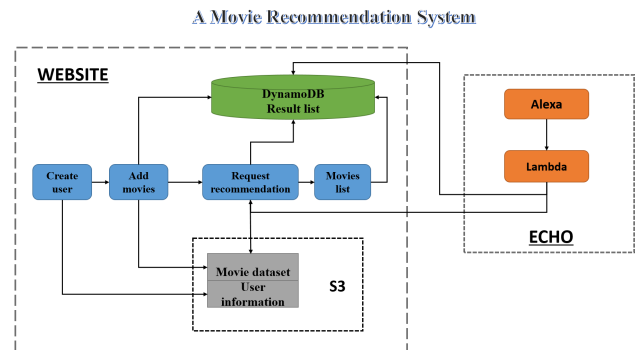 A Movie Recommendation System
WEBSITE
DynamoDB
Result list
Alexa
Create
user
Add
movies
Request
recommendation
Movies
list
Lambda
ECHO
Movie dataset
User
information
S3